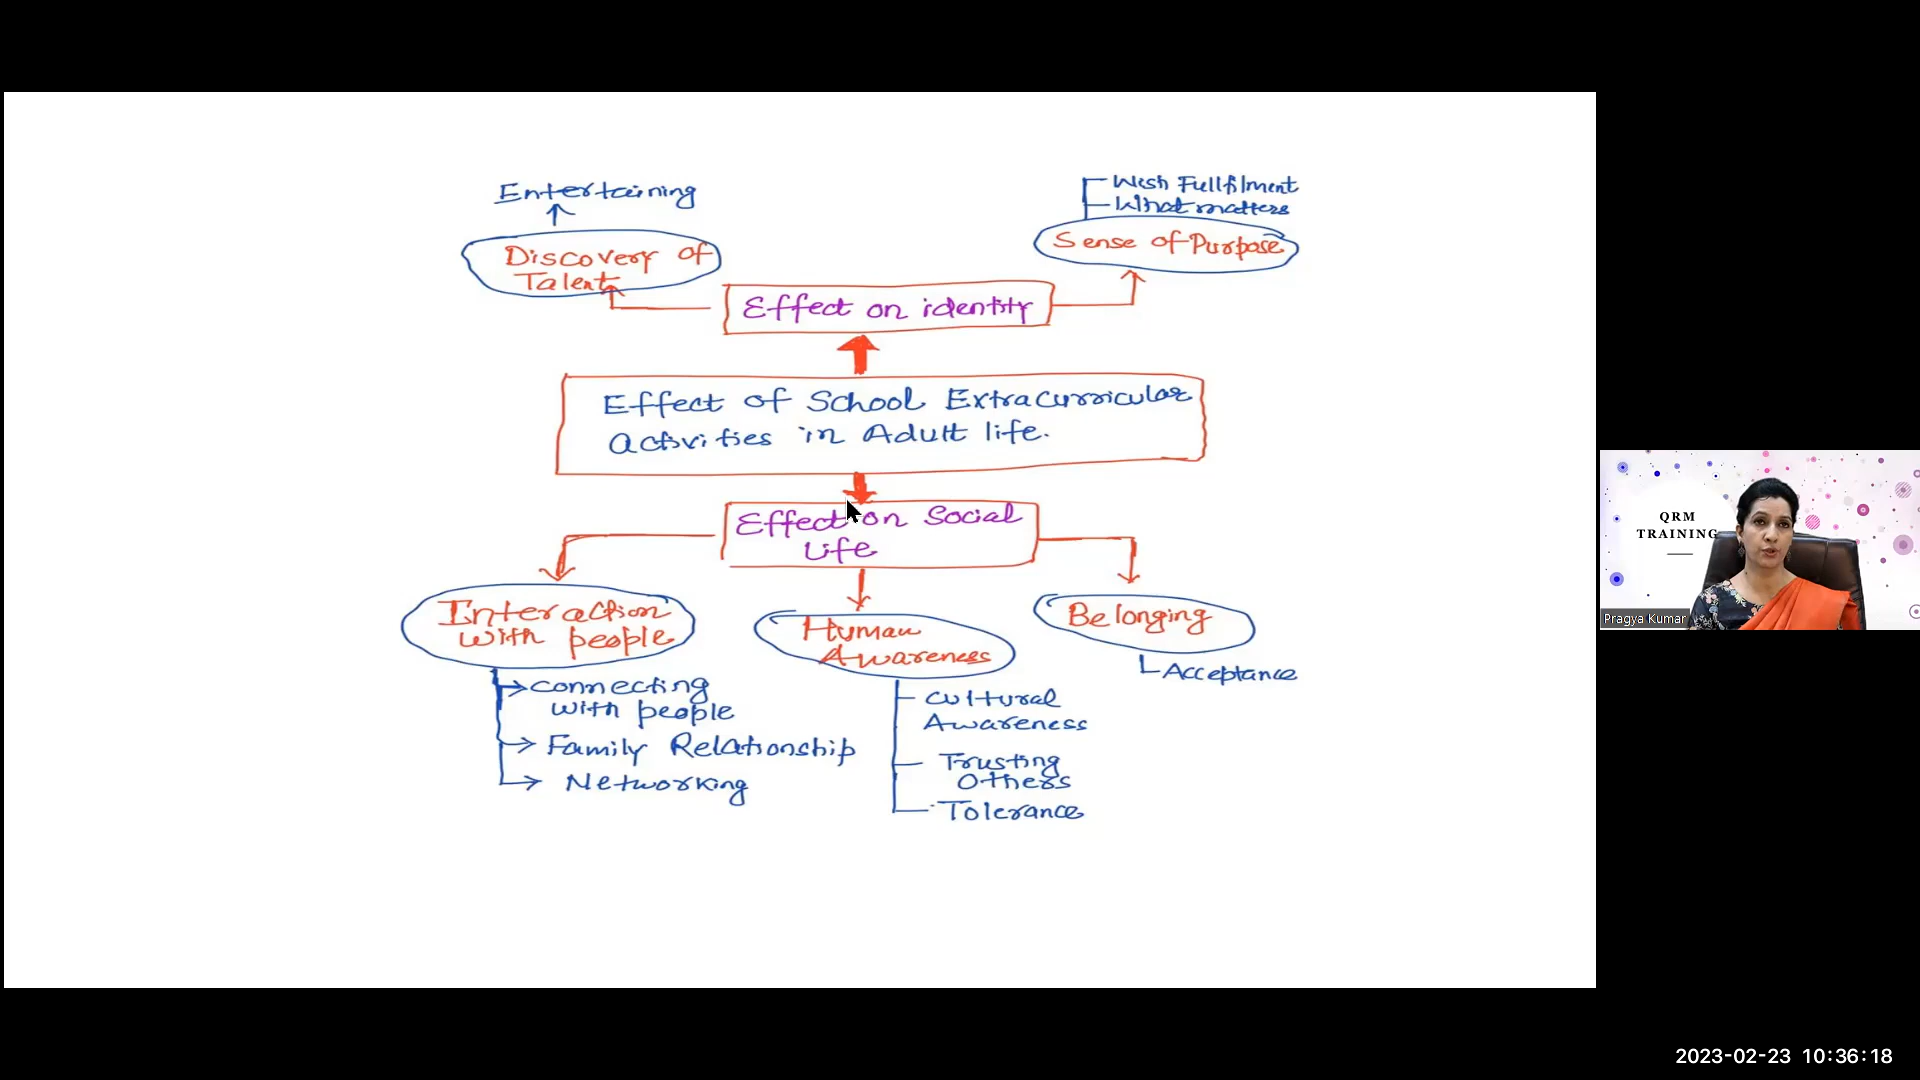 Entertaining
Discovery of
Talent
Wish Fullfilment
What matters
Sense of Purpose
Effect on identity
Effect of School Extracurricular
Activities in Adult life.
Effect on Social
Life
Interaction
with people
connecting
with people
Family Relationship
Networking
Human
Awareness
Cultural
Awareness
Trusting
Others
Tolerance
Belonging
Acceptance
QRM
TRAINING
Pragya Kumar
2023-02-23 10:36:18